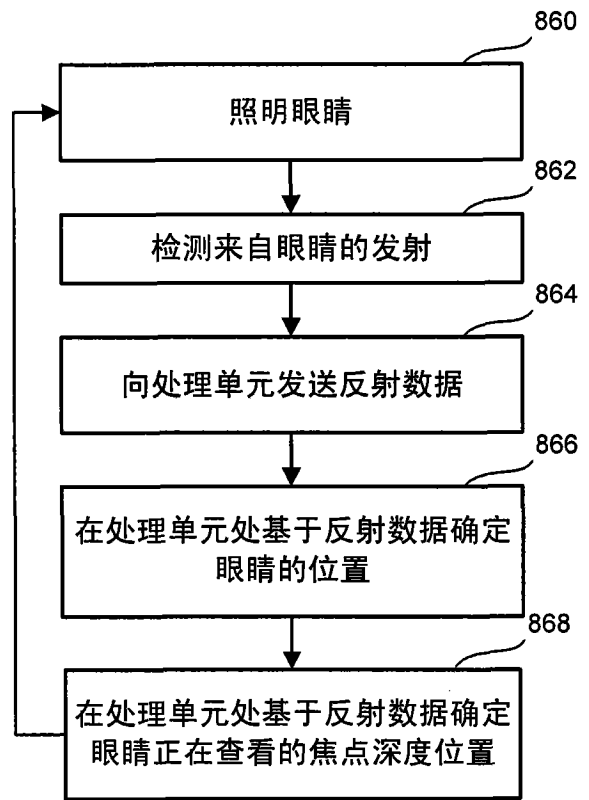 860
照明眼睛
862
检测来自眼睛的发射
864
向处理单元发送反射数据
866
在处理单元处基于反射数据确定
眼睛的位置
868
在处理单元处基于反射数据确定
眼睛正在查看的焦点深度位置